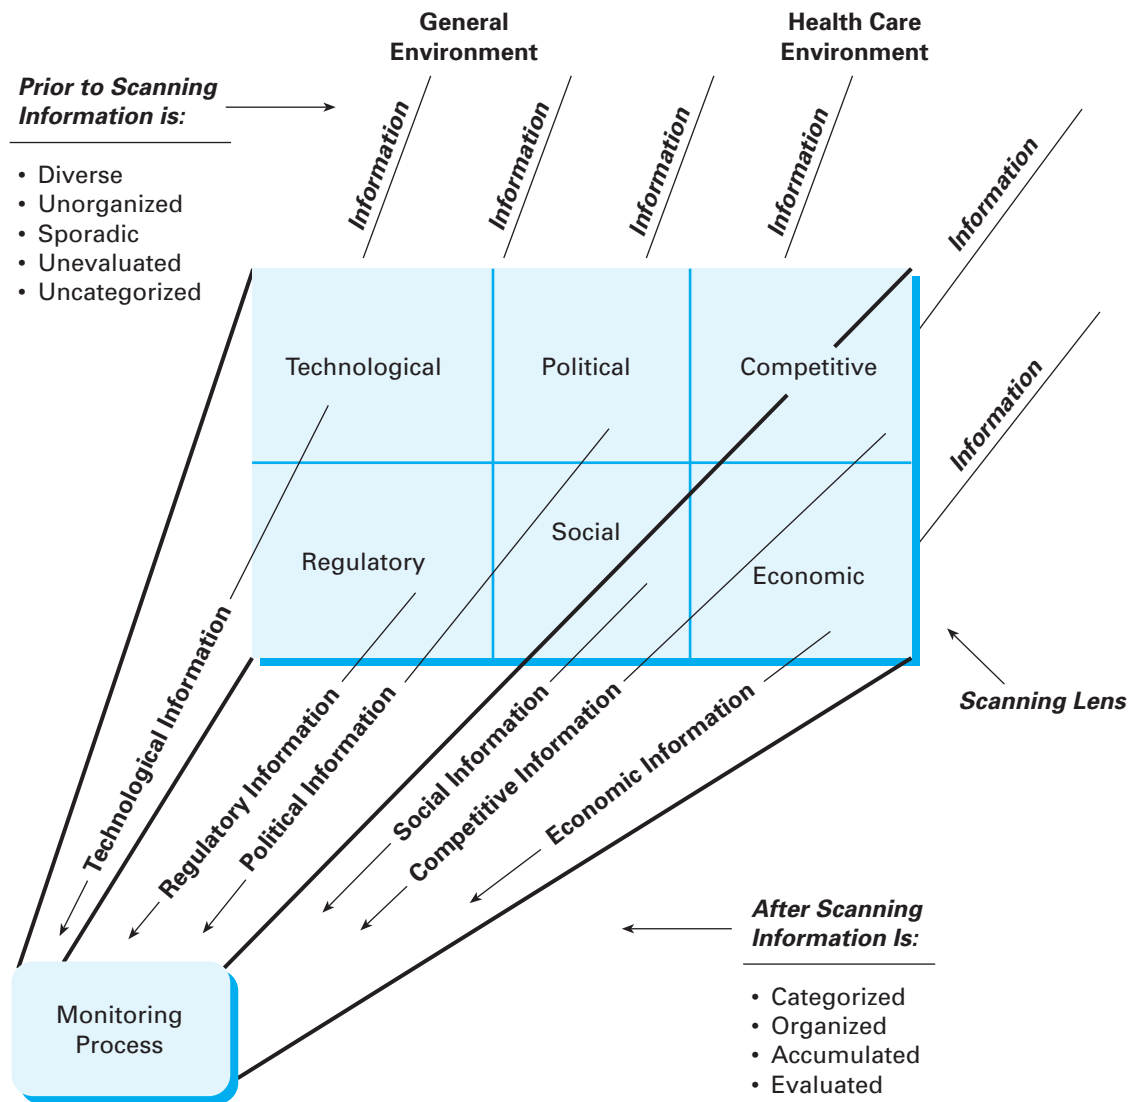 General
Environment
Health Care
Environment
Prior to Scanning
Information is:
• Diverse
• Unorganized
• Sporadic
• Unevaluated
• Uncategorized
Information
Information
Information
Information
Information
Information
Technological
Political
Competitive
Regulatory
Social
Economic
Scanning Lens
Technological Information
Regulatory Information
Political Information
Social Information
Competitive Information
Economic Information
After Scanning
Information Is:
• Categorized
• Organized
• Accumulated
• Evaluated
Monitoring
Process